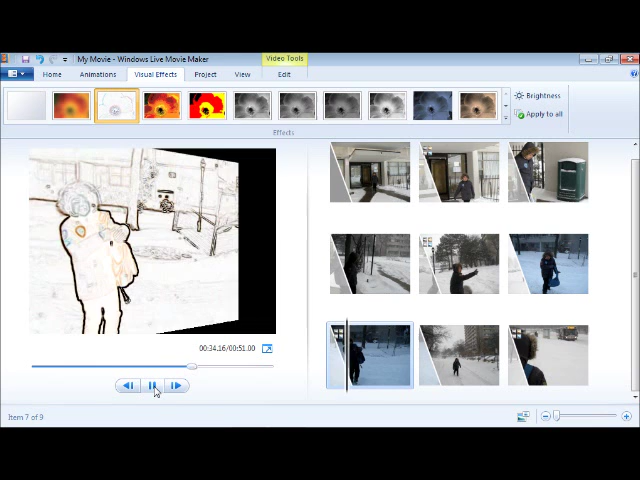 My Movie - Windows Live Movie Maker
Video Tools
Home Animations Visual Effects Project View Edit
Brightness
Apply to all
Effects
00:34.16/00:51.00
Item 7 of 9